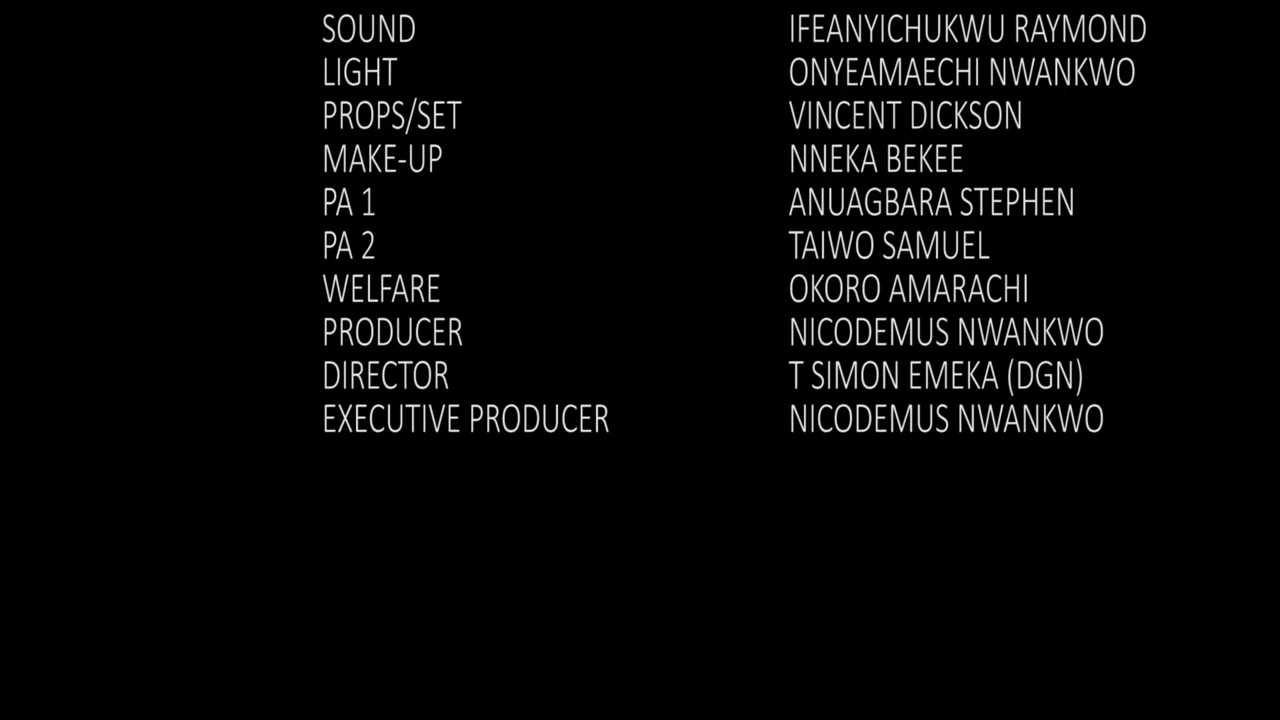 SOUND IFEANYICHUKWU RAYMOND
LIGHT ONYEAMAECHI NWANKWO
PROPS/SET VINCENT DICKSON
MAKE-UP NNEKA BEKEE
PA 1 ANUAGBARA STEPHEN
PA 2 TAIWO SAMUEL
WELFARE OKORO AMARACHI
PRODUCER NICODEMUS NWANKWO
DIRECTOR T SIMON EMEKA (DGN)
EXECUTIVE PRODUCER NICODEMUS NWANKWO